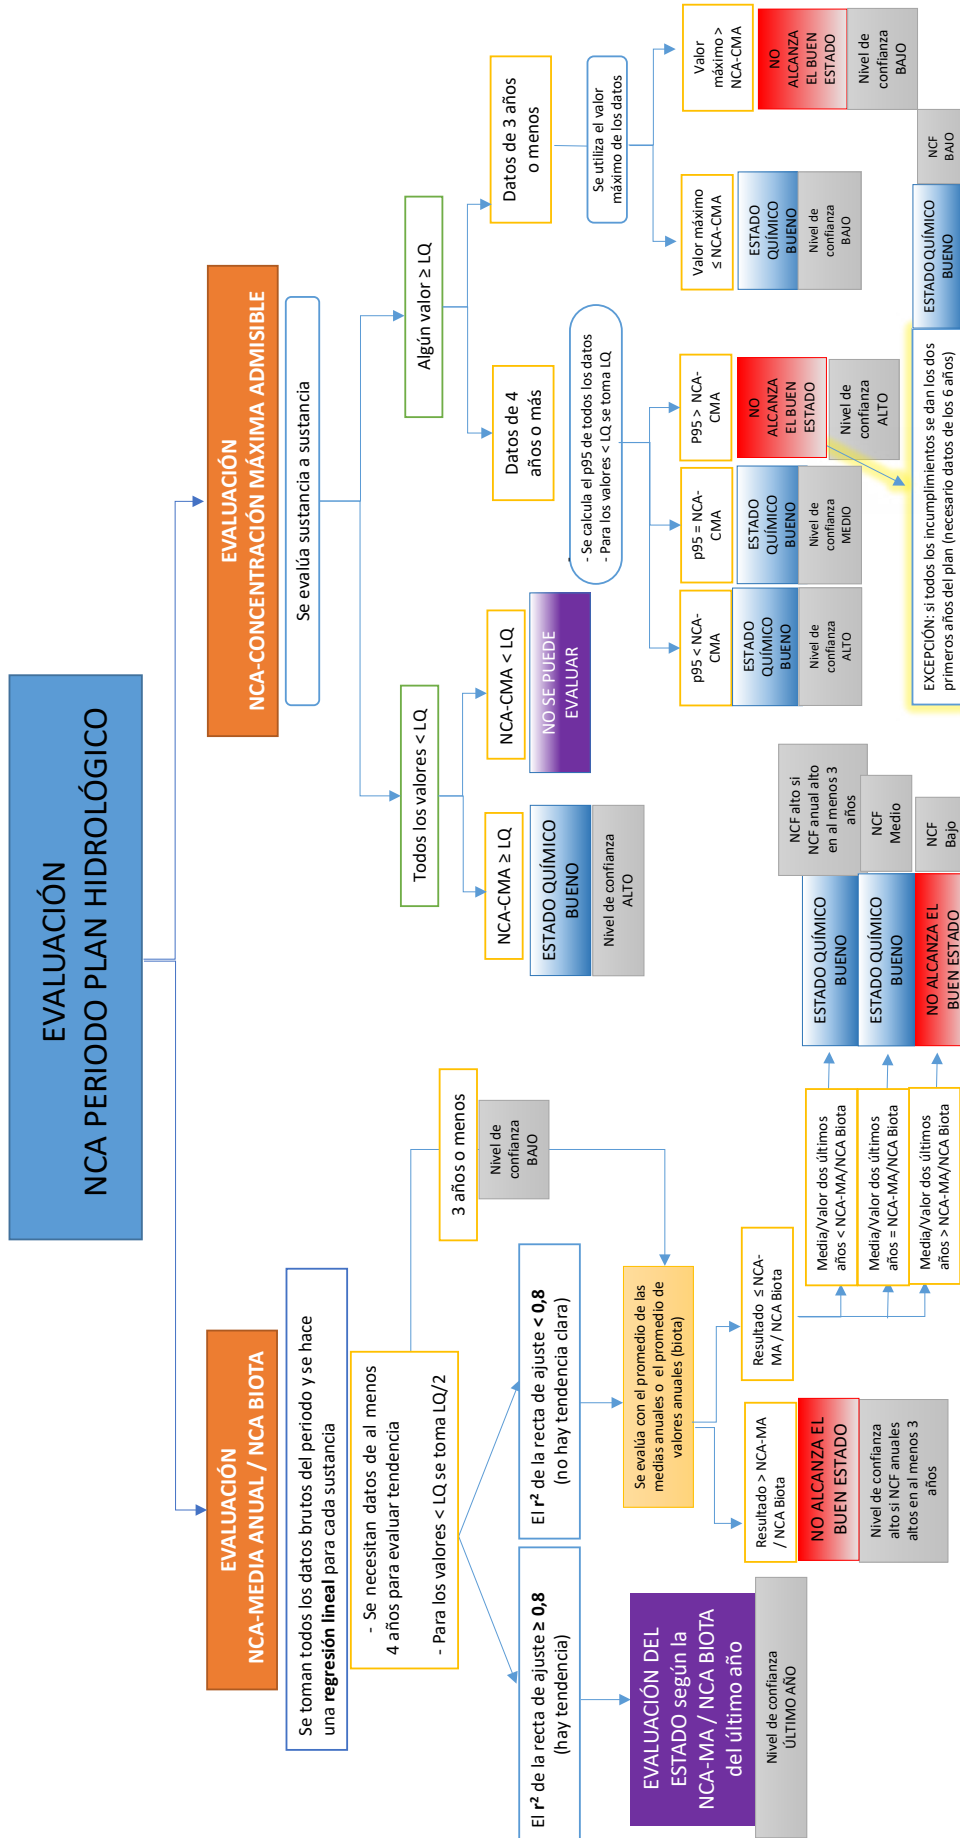 EVALUACIÓN
NCA PERIODO PLAN HIDROLÓGICO
EVALUACIÓN
NCA-MEDIA ANUAL / NCA BIOTA
Se toman todos los datos brutos del periodo y se hace
una regresión lineal para cada sustancia
- Se necesitan datos de al menos
4 años para evaluar tendencia
- Para los valores < LQ se toma LQ/2
3 años o menos
Nivel de
confianza
BAJO
El r² de la recta de ajuste ≥ 0,8
(hay tendencia)
El r² de la recta de ajuste < 0,8
(no hay tendencia clara)
EVALUACIÓN DEL
ESTADO según la
NCA-MA / NCA BIOTA
del último año
Nivel de confianza
ÚLTIMO AÑO
Se evalúa con el promedio de las
medias anuales o el promedio de
valores anuales (biota)
Resultado > NCA-MA
/ NCA Biota
NO ALCANZA EL
BUEN ESTADO
Nivel de confianza
alto si NCF anuales
altos en al menos 3
años
Resultado ≤ NCA-
MA / NCA Biota
Media/Valor dos últimos
años < NCA-MA/NCA Biota
ESTADO QUÍMICO
BUENO
NCF alto si
NCF anual alto
en al menos 3
años
Media/Valor dos últimos
años = NCA-MA/NCA Biota
ESTADO QUÍMICO
BUENO
NCF
Medio
Media/Valor dos últimos
años > NCA-MA/NCA Biota
NO ALCANZA EL
BUEN ESTADO
NCF
Bajo
EVALUACIÓN
NCA-CONCENTRACIÓN MÁXIMA ADMISIBLE
Se evalúa sustancia a sustancia
Todos los valores < LQ
NCA-CMA ≥ LQ
ESTADO QUÍMICO
BUENO
Nivel de confianza
ALTO
NCA-CMA < LQ
NO SE PUEDE
EVALUAR
Algún valor ≥ LQ
Datos de 4
años o más
- Se calcula el p95 de todos los datos
- Para los valores < LQ se toma LQ
p95 < NCA-
CMA
ESTADO
QUÍMICO
BUENO
Nivel de
confianza
ALTO
p95 = NCA-
CMA
ESTADO
QUÍMICO
BUENO
Nivel de
confianza
MEDIO
P95 > NCA-
CMA
NO
ALCANZA
EL BUEN
ESTADO
Nivel de
confianza
ALTO
EXCEPCIÓN: si todos los incumplimientos se dan los dos
primeros años del plan (necesario datos de los 6 años)
ESTADO QUÍMICO
BUENO
NCF
BAJO
Datos de 3 años
o menos
Se utiliza el valor
máximo de los datos
Valor máximo
≤ NCA-CMA
ESTADO
QUÍMICO
BUENO
Nivel de
confianza
BAJO
Valor
máximo >
NCA-CMA
NO
ALCANZA
EL BUEN
ESTADO
Nivel de
confianza
BAJO